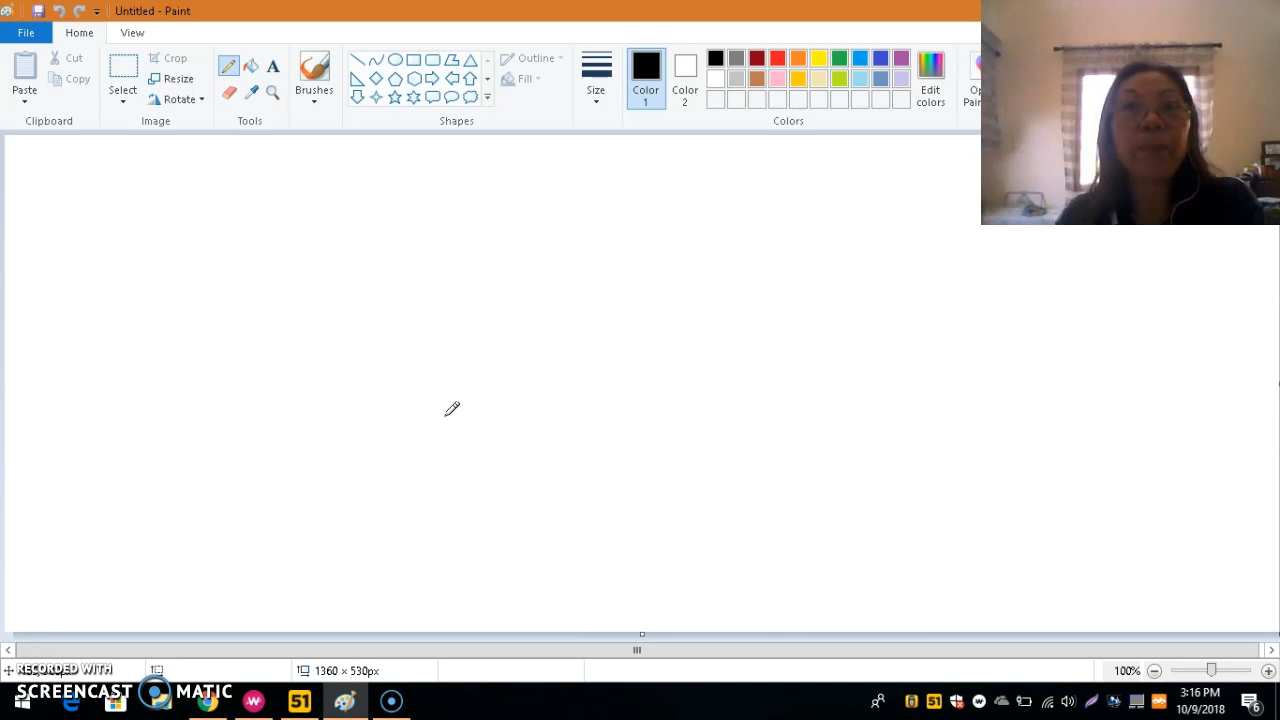 Untitled - Paint
File Home View
Paste
Cut
Copy
Clipboard
Select
Crop
Resize
Rotate
Image
A
Tools
Brushes
Outline
Fill
Shapes
Size
Color 1
Color 2
Edit colors
Colors
1360 × 530px
100%
RECORDED WITH
SCREENCAST MATIC
51
51
3:16 PM
10/9/2018
6